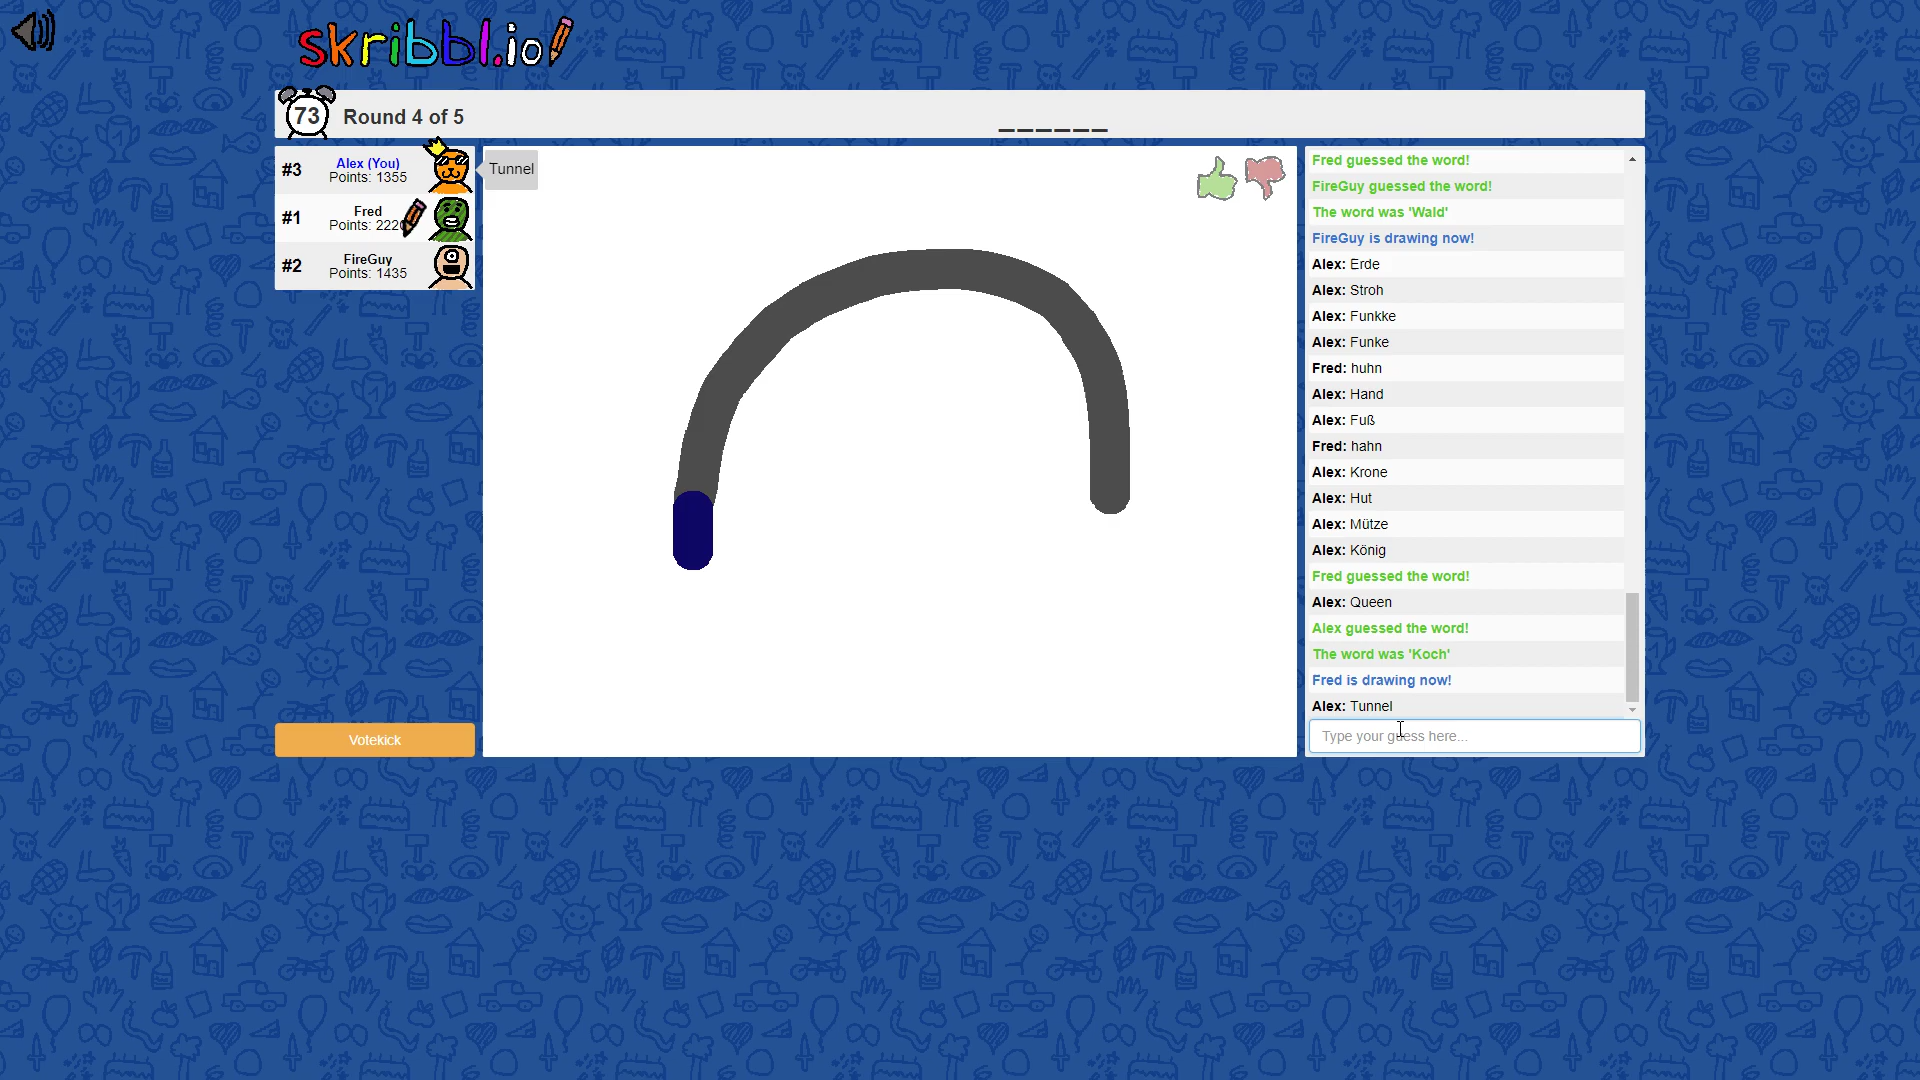 skribbl.io
73
Round 4 of 5
______
#3
Alex (You)
Points: 1355
Tunnel
#1
Fred
Points: 2220
#2
FireGuy
Points: 1435
Votekick
Fred guessed the word!
FireGuy guessed the word!
The word was 'Wald'
FireGuy is drawing now!
Alex: Erde
Alex: Stroh
Alex: Funkke
Alex: Funke
Fred: huhn
Alex: Hand
Alex: Fuß
Fred: hahn
Alex: Krone
Alex: Hut
Alex: Mütze
Alex: König
Fred guessed the word!
Alex: Queen
Alex guessed the word!
The word was 'Koch'
Fred is drawing now!
Alex: Tunnel
Type your guess here...